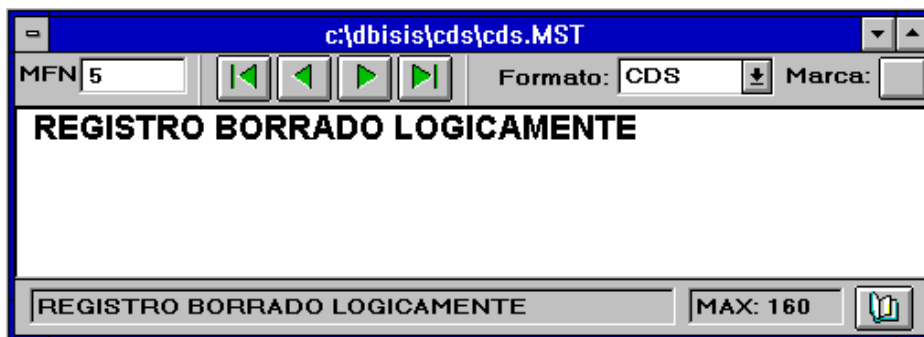 c:\dbisis\cds\cds.MST
MFN 5 Formato: CDS Marca:
REGISTRO BORRADO LOGICAMENTE
REGISTRO BORRADO LOGICAMENTE MAX: 160